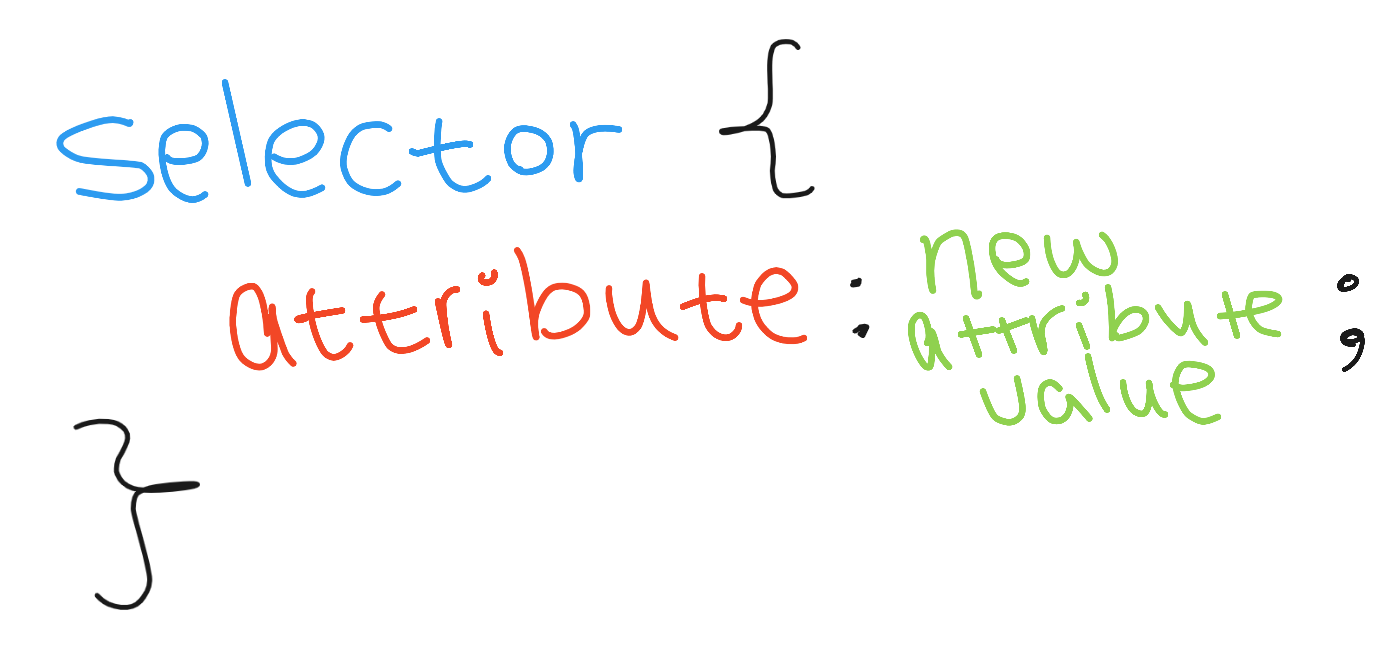 selector {
attribute : new attribute value ;
}